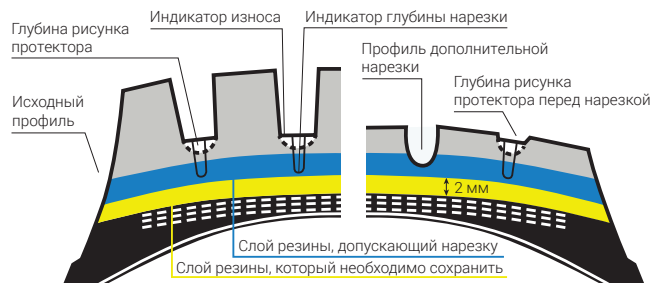 Глубина рисунка
протектора
Индикатор износа
Индикатор глубины нарезки
Профиль дополнительной
нарезки
Глубина рисунка
протектора перед нарезкой
Исходный
профиль
2 мм
Слой резины, допускающий нарезку
Слой резины, который необходимо сохранить